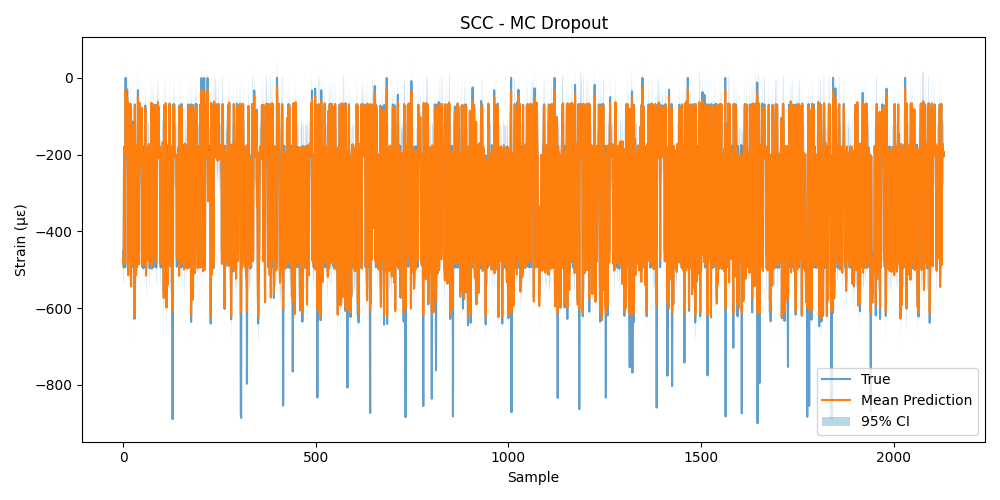 SCC - MC Dropout
Strain (με)
0
−200
−400
−600
−800
0
500
1000
1500
2000
Sample
True
Mean Prediction
95% CI